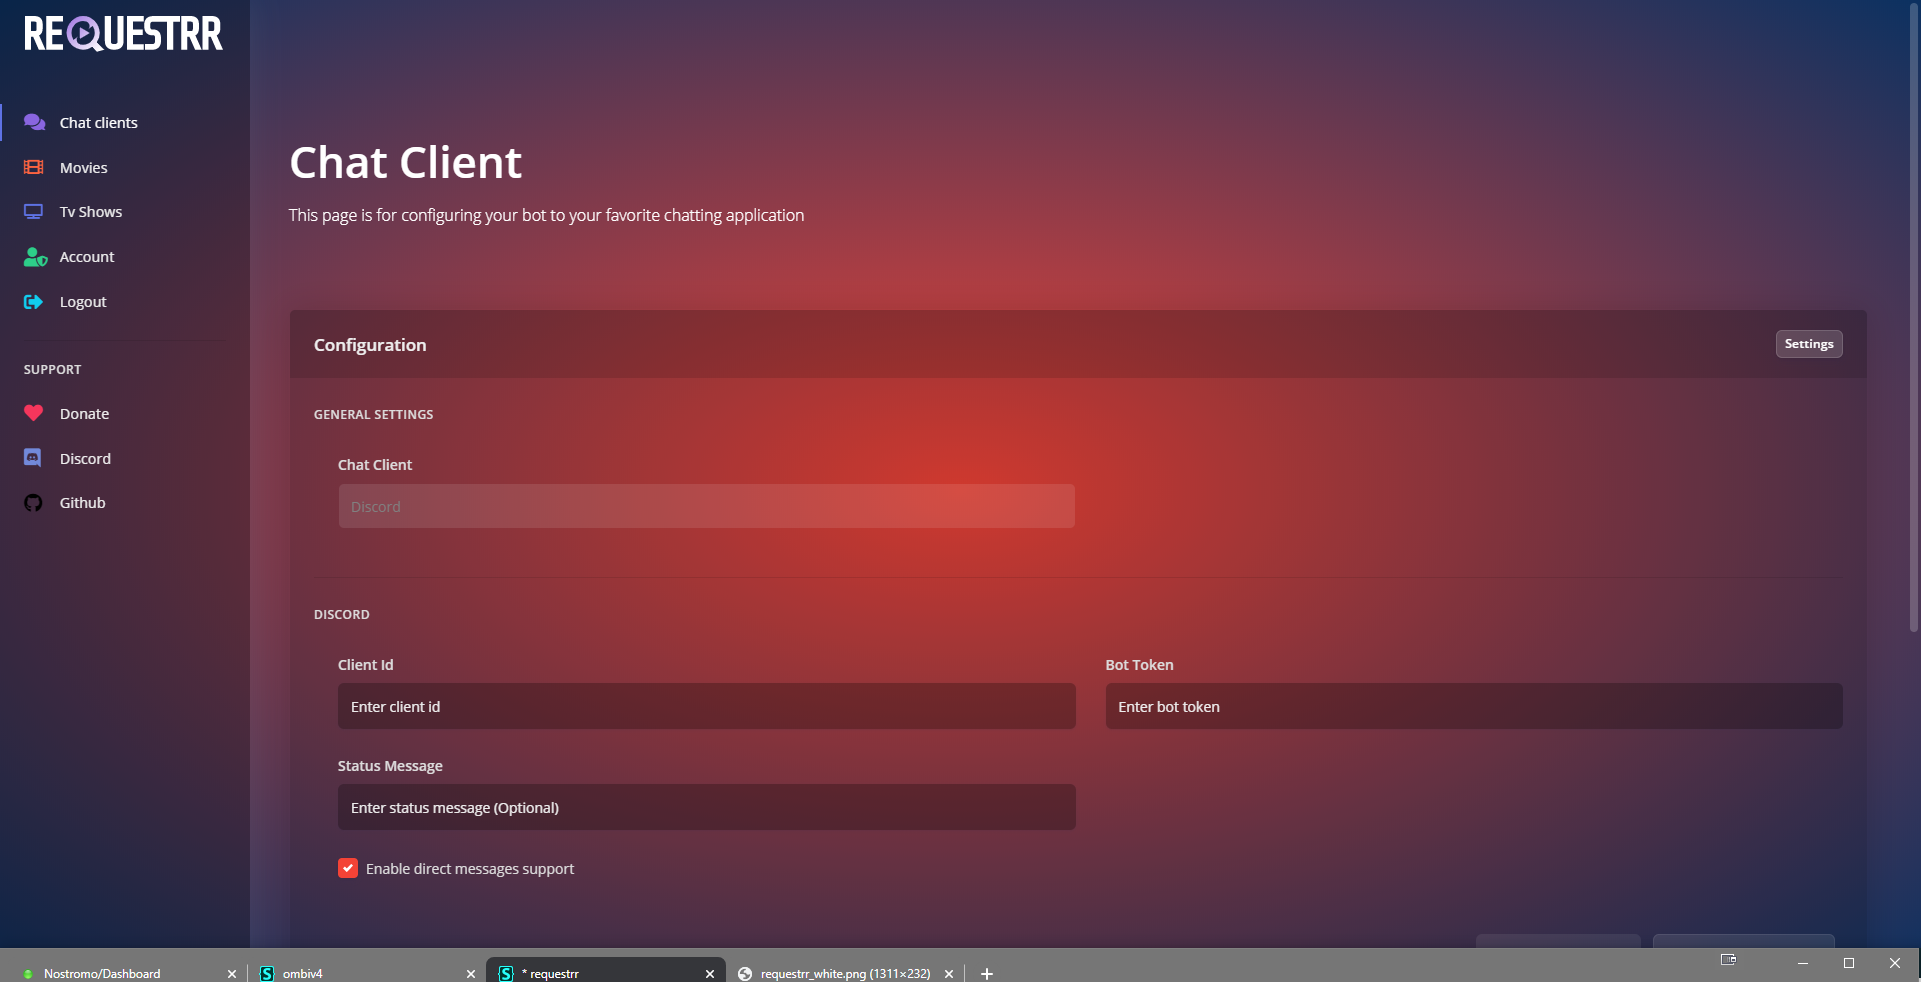 REQUESTRR
Chat clients
Movies
Tv Shows
Account
Logout
SUPPORT
Donate
Discord
Github
Chat Client
This page is for configuring your bot to your favorite chatting application
Configuration
Settings
GENERAL SETTINGS
Chat Client
Discord
DISCORD
Client Id
Enter client id
Bot Token
Enter bot token
Status Message
Enter status message (Optional)
Enable direct messages support
Nostromo/Dashboard
ombiv4
* requestrr
requestrr_white.png (1311×232)